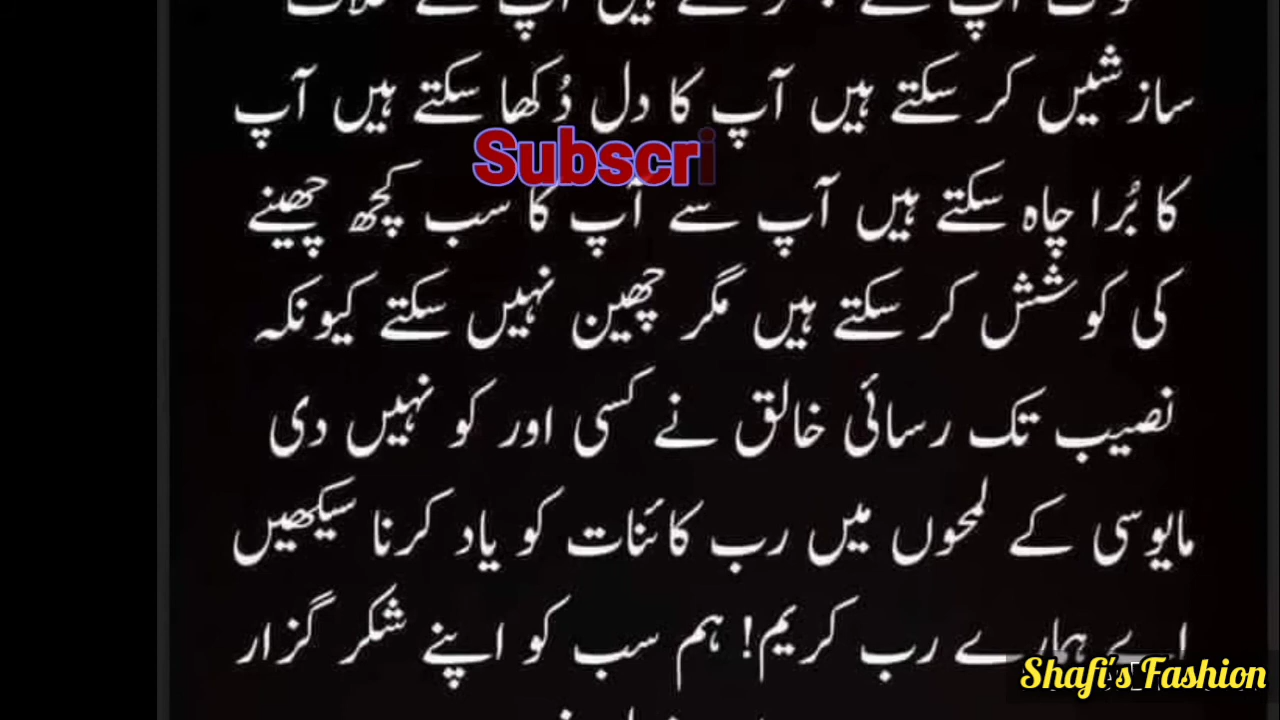 سازشیں کر سکتے ہیں آپ کا دل دُکھا سکتے ہیں آپ
Subscri
کا بُرا چاہ سکتے ہیں آپ سے آپ کا سب کچھ چھیننے
کی کوشش کر سکتے ہیں مگر چھین نہیں سکتے کیونکہ
نصیب تک رسائی خالق نے کسی اور کو نہیں دی
مایوسی کے لمحوں میں رب کائنات کو یاد کرنا سیکھیں
اے ہمارے رب کریم! ہم سب کو اپنے شکر گزار
Shafi's Fashion